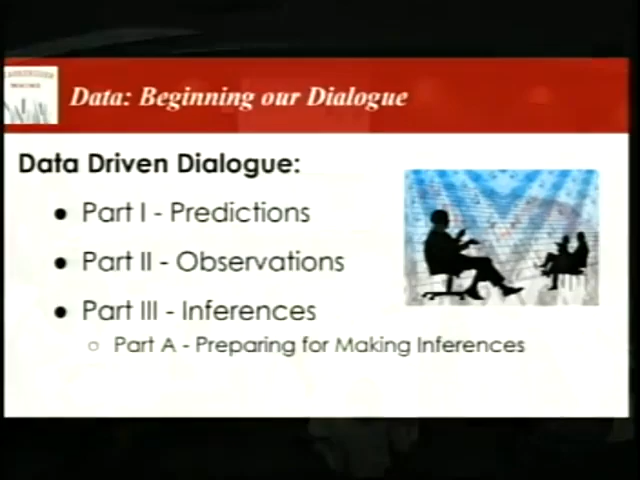 Data: Beginning our Dialogue
Data Driven Dialogue:
● Part I - Predictions
● Part II - Observations
● Part III - Inferences
○ Part A - Preparing for Making Inferences